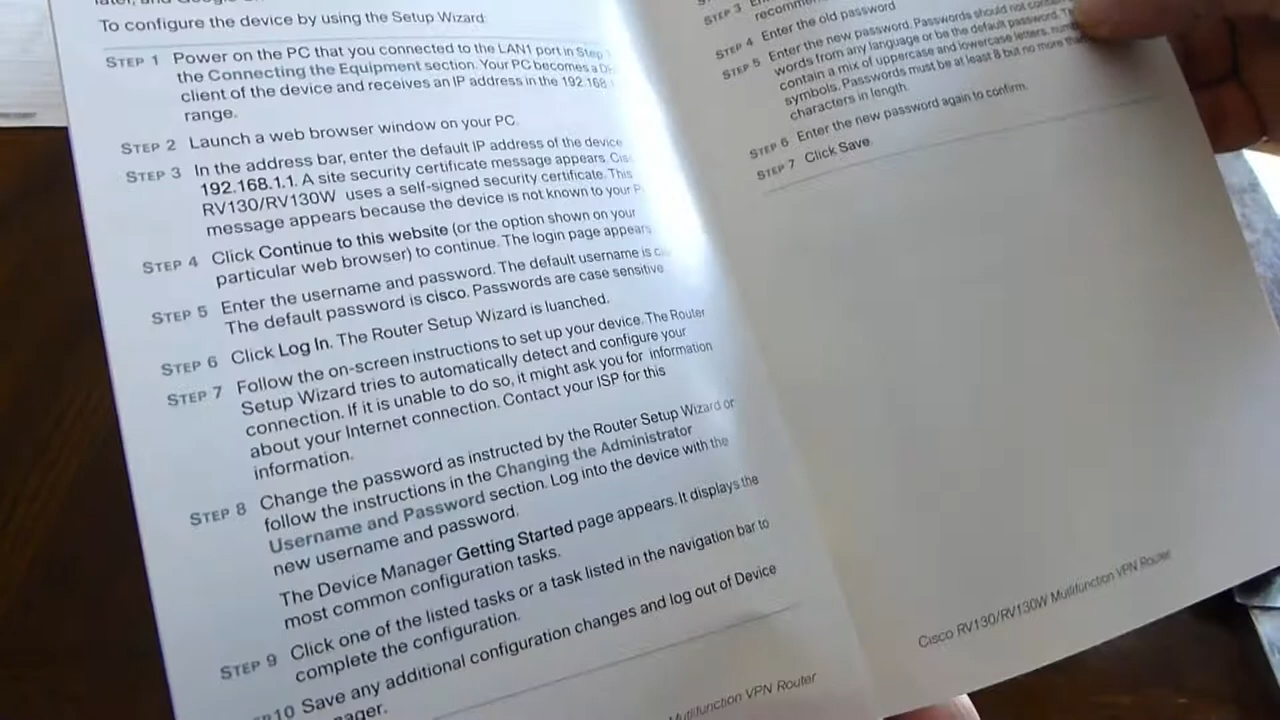 To configure the device by using the Setup Wizard:
STEP 1 Power on the PC that you connected to the LAN1 port in Step
the Connecting the Equipment section. Your PC becomes a
client of the device and receives an IP address in the 192.168.
range.
STEP 2 Launch a web browser window on your PC.
STEP 3 In the address bar, enter the default IP address of the device
192.168.1.1. A site security certificate message appears.
RV130/RV130W uses a self-signed security certificate. This
message appears because the device is not known to your
STEP 4 Click Continue to this website (or the option shown on your
particular web browser) to continue. The login page appears
STEP 5 Enter the username and password. The default username is
The default password is cisco. Passwords are case sensitive
STEP 6 Click Log In. The Router Setup Wizard is luanched.
STEP 7 Follow the on-screen instructions to set up your device. The Router
Setup Wizard tries to automatically detect and configure your
connection. If it is unable to do so, it might ask you for information
about your Internet connection. Contact your ISP for this
information.
STEP 8 Change the password as instructed by the Router Setup Wizard or
follow the instructions in the Changing the Administrator
Username and Password section. Log into the device with the
new username and password.
The Device Manager Getting Started page appears. It displays the
most common configuration tasks.
STEP 9 Click one of the listed tasks or a task listed in the navigation bar to
complete the configuration.
10 Save any additional configuration changes and log out of Device
Multifunction VPN Router
STEP 3
STEP 4 Enter the old password
STEP 5 Enter the new password. Passwords should not
words from any language or be the default password.
contain a mix of uppercase and lowercase letters,
symbols. Passwords must be at least 8 but no more than
characters in length.
STEP 6 Enter the new password again to confirm.
STEP 7 Click Save.
Cisco RV130/RV130W Multifunction VPN Router